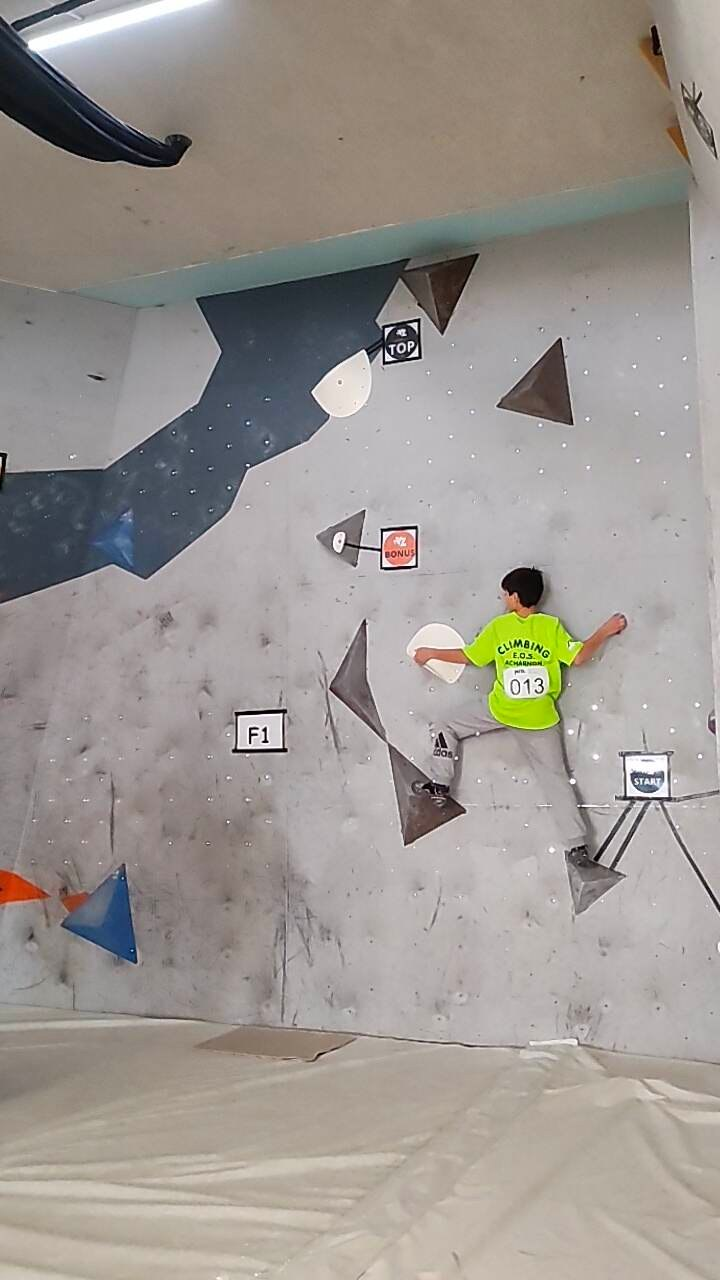 TOP
BONUS
CLIMBING
E.O.S.
ACHARNON
013
adidas
F1
START